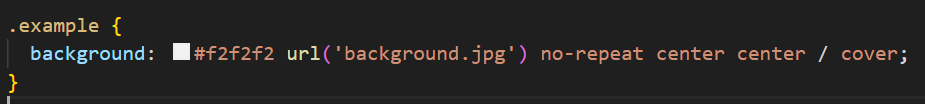 .example {
  background: #f2f2f2 url('background.jpg') no-repeat center center / cover;
}